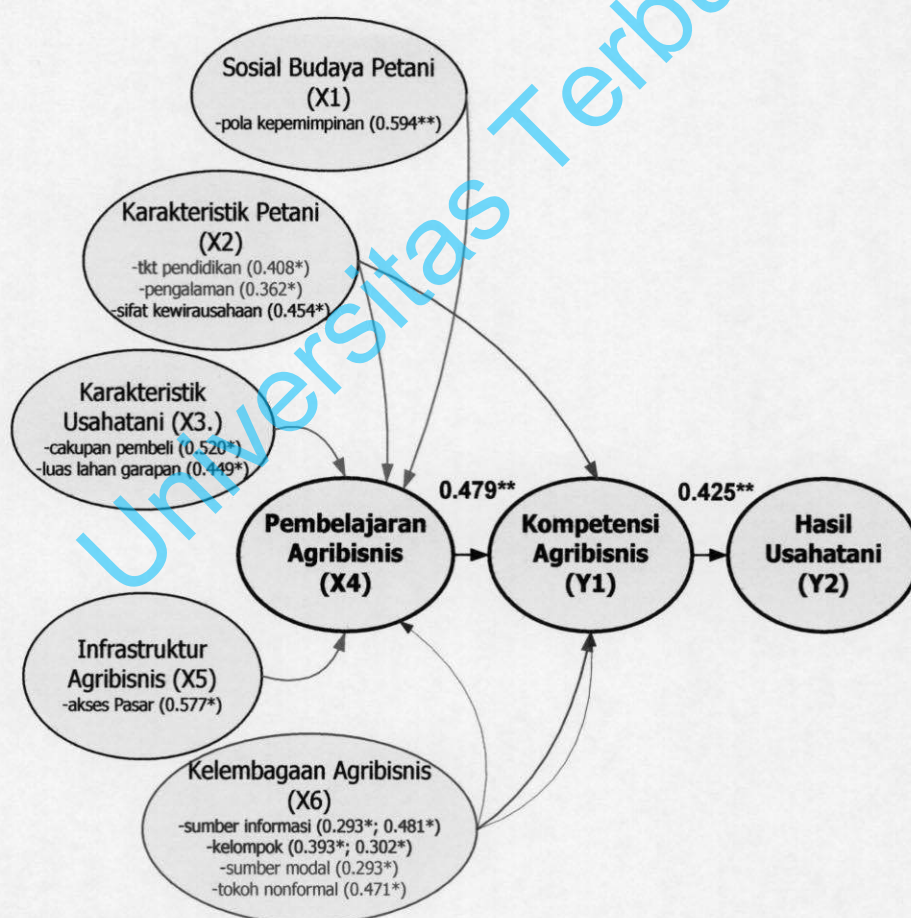 Sosial Budaya Petani
(X1)
-pola kepemimpinan (0.594**)
Karakteristik Petani
(X2)
-tkt pendidikan (0.408*)
-pengalaman (0.362*)
-sifat kewirausahaan (0.454*)
Karakteristik
Usahatani (X3.)
-cakupan pembeli (0.520*)
-luas lahan garapan (0.449*)
Pembelajaran
Agribisnis
(X4)
0.479**
Kompetensi
Agribisnis
(Y1)
0.425**
Hasil
Usahatani
(Y2)
Infrastruktur
Agribisnis (X5)
-akses Pasar (0.577*)
Kelembagaan Agribisnis
(X6)
-sumber informasi (0.293*; 0.481*)
-kelompok (0.393*; 0.302*)
-sumber modal (0.293*)
-tokoh nonformal (0.471*)
Universitas